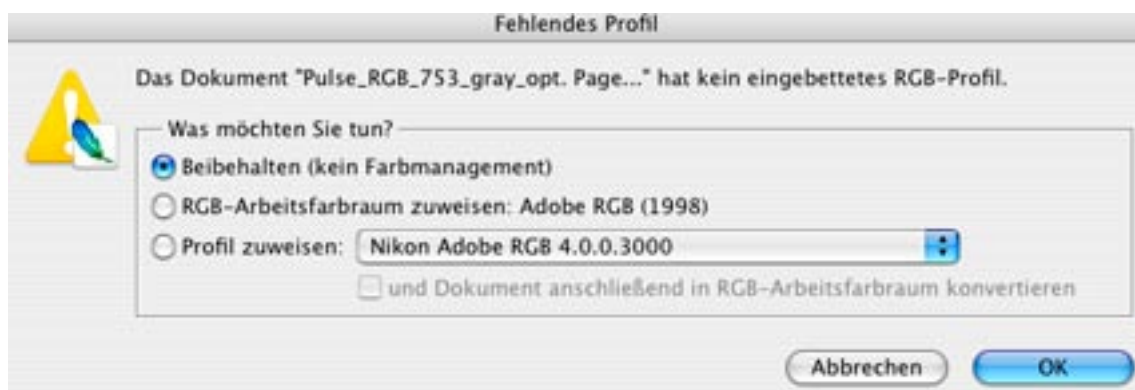 Fehlendes Profil
Das Dokument "Pulse_RGB_753_gray_opt. Page..." hat kein eingebettetes RGB-Profil.
Was möchten Sie tun?
Beibehalten (kein Farbmanagement)
RGB-Arbeitsfarbraum zuweisen: Adobe RGB (1998)
Profil zuweisen: Nikon Adobe RGB 4.0.0.3000
und Dokument anschließend in RGB-Arbeitsfarbraum konvertieren
Abbrechen OK